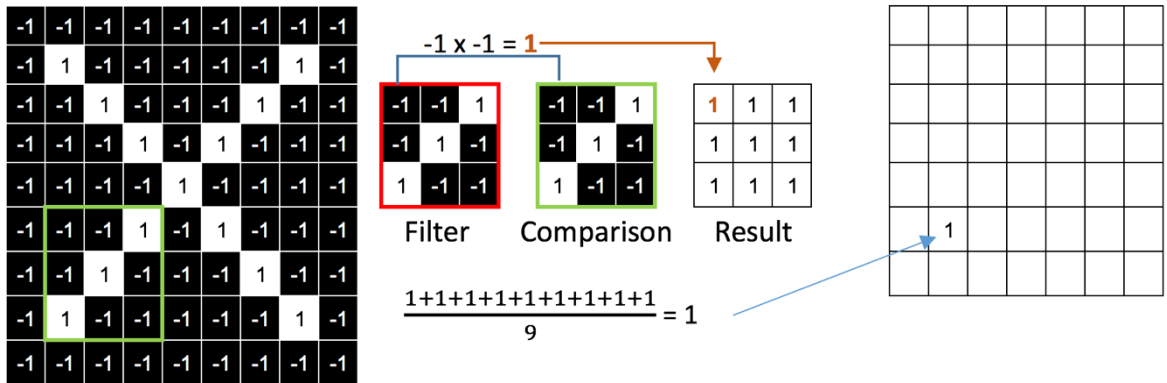 -1 -1 -1 -1 -1 -1 -1 -1 -1
-1 1 -1 -1 -1 -1 -1 1 -1
-1 -1 1 -1 -1 -1 1 -1 -1
-1 -1 -1 1 -1 1 -1 -1 -1
-1 -1 -1 -1 1 -1 -1 -1 -1
-1 -1 -1 1 -1 1 -1 -1 -1
-1 -1 1 -1 -1 -1 1 -1 -1
-1 1 -1 -1 -1 -1 -1 1 -1
-1 -1 -1 -1 -1 -1 -1 -1 -1
-1 x -1 = 1
-1 -1 1
-1 1 -1
1 -1 -1
Filter
-1 -1 1
-1 1 -1
1 -1 -1
Comparison
1 1 1
1 1 1
1 1 1
Result
1+1+1+1+1+1+1+1+1
9
= 1
1